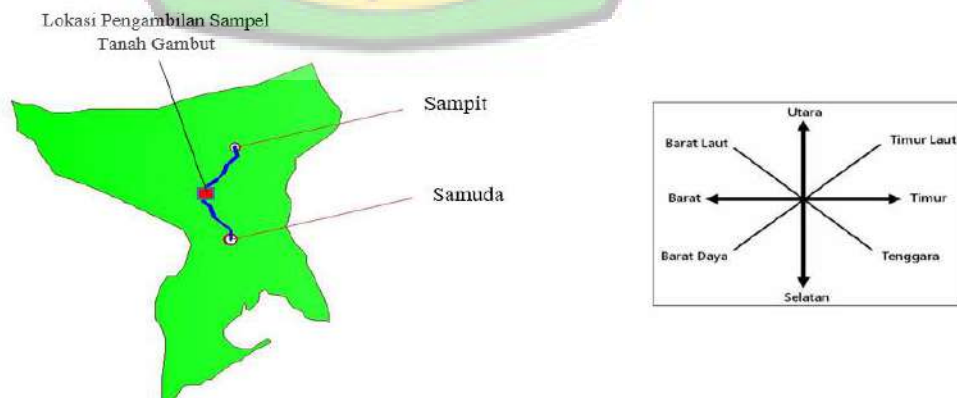 Lokasi Pengambilan Sampel
Tanah Gambut
Sampit
Samuda
Utara
Barat Laut
Timur Laut
Barat
Timur
Barat Daya
Tenggara
Selatan